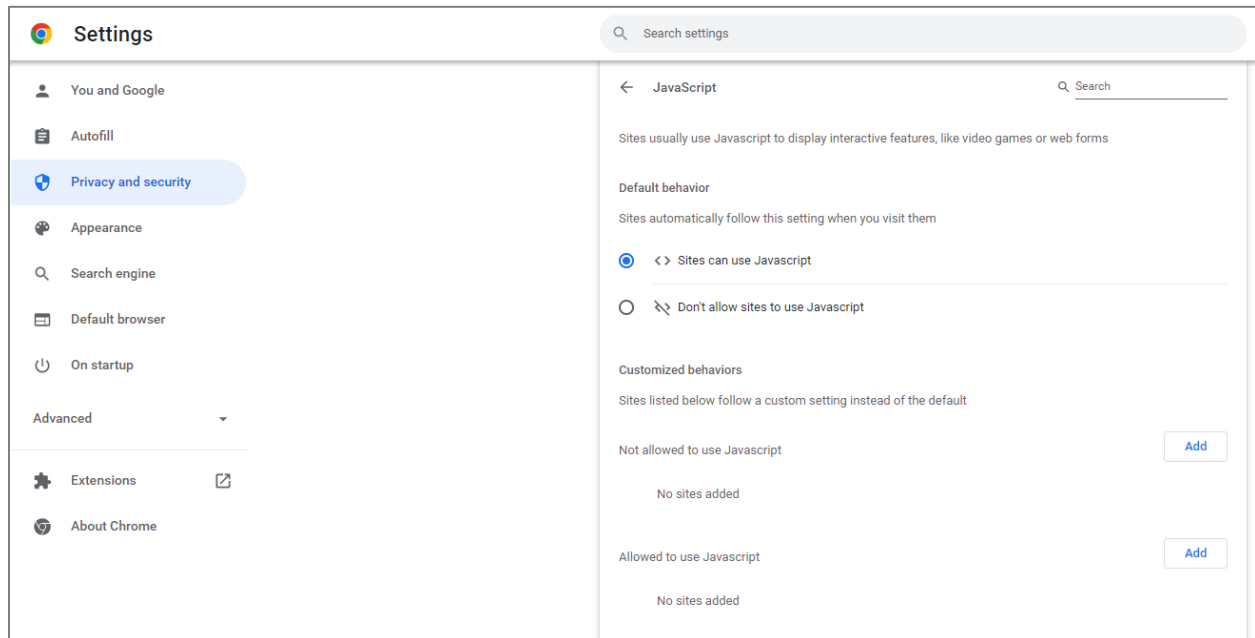 Settings
Search settings
You and Google
Autofill
Privacy and security
Appearance
Search engine
Default browser
On startup
Advanced
Extensions
About Chrome
JavaScript
Search
Sites usually use Javascript to display interactive features, like video games or web forms
Default behavior
Sites automatically follow this setting when you visit them
Sites can use Javascript
Don't allow sites to use Javascript
Customized behaviors
Sites listed below follow a custom setting instead of the default
Not allowed to use Javascript
Add
No sites added
Allowed to use Javascript
Add
No sites added